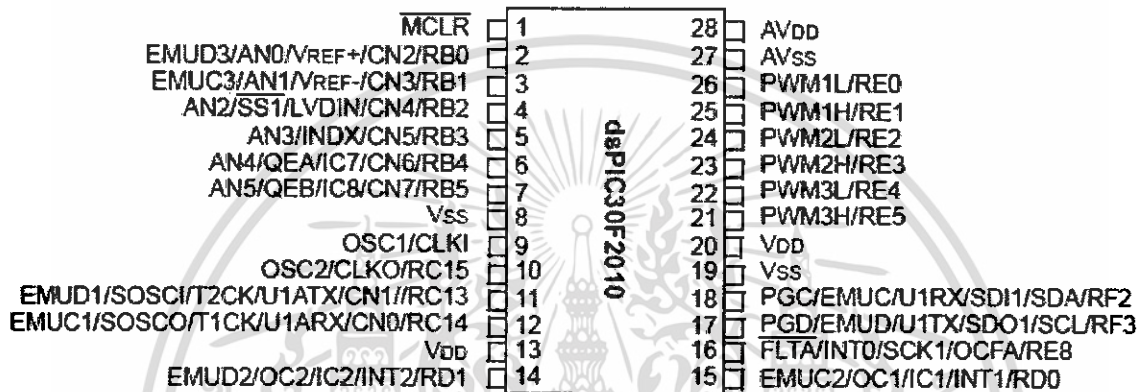 MCLR 1 28 AVDD
EMUD3/AN0/VREF+/CN2/RB0 2 27 AVSS
EMUC3/AN1/VREF-/CN3/RB1 3 26 PWM1L/RE0
AN2/SS1/LVDIN/CN4/RB2 4 25 PWM1H/RE1
AN3/INDX/CN5/RB3 5 24 PWM2L/RE2
AN4/QEA/IC7/CN6/RB4 6 23 PWM2H/RE3
AN5/QEB/IC8/CN7/RB5 7 22 PWM3L/RE4
VSS 8 21 PWM3H/RE5
OSC1/CLKI 9 20 VDD
OSC2/CLKO/RC15 10 19 VSS
EMUD1/SOSCI/T2CK/U1ATX/CN1//RC13 11 18 PGC/EMUC/U1RX/SDI1/SDA/RF2
EMUC1/SOSCO/T1CK/U1ARX/CN0/RC14 12 17 PGD/EMUD/U1TX/SDO1/SCL/RF3
VDD 13 16 FLTA/INT0/SCK1/OCFA/RE8
EMUD2/OC2/IC2/INT2/RD1 14 15 EMUC2/OC1/IC1/INT1/RD0
dsPIC30F2010